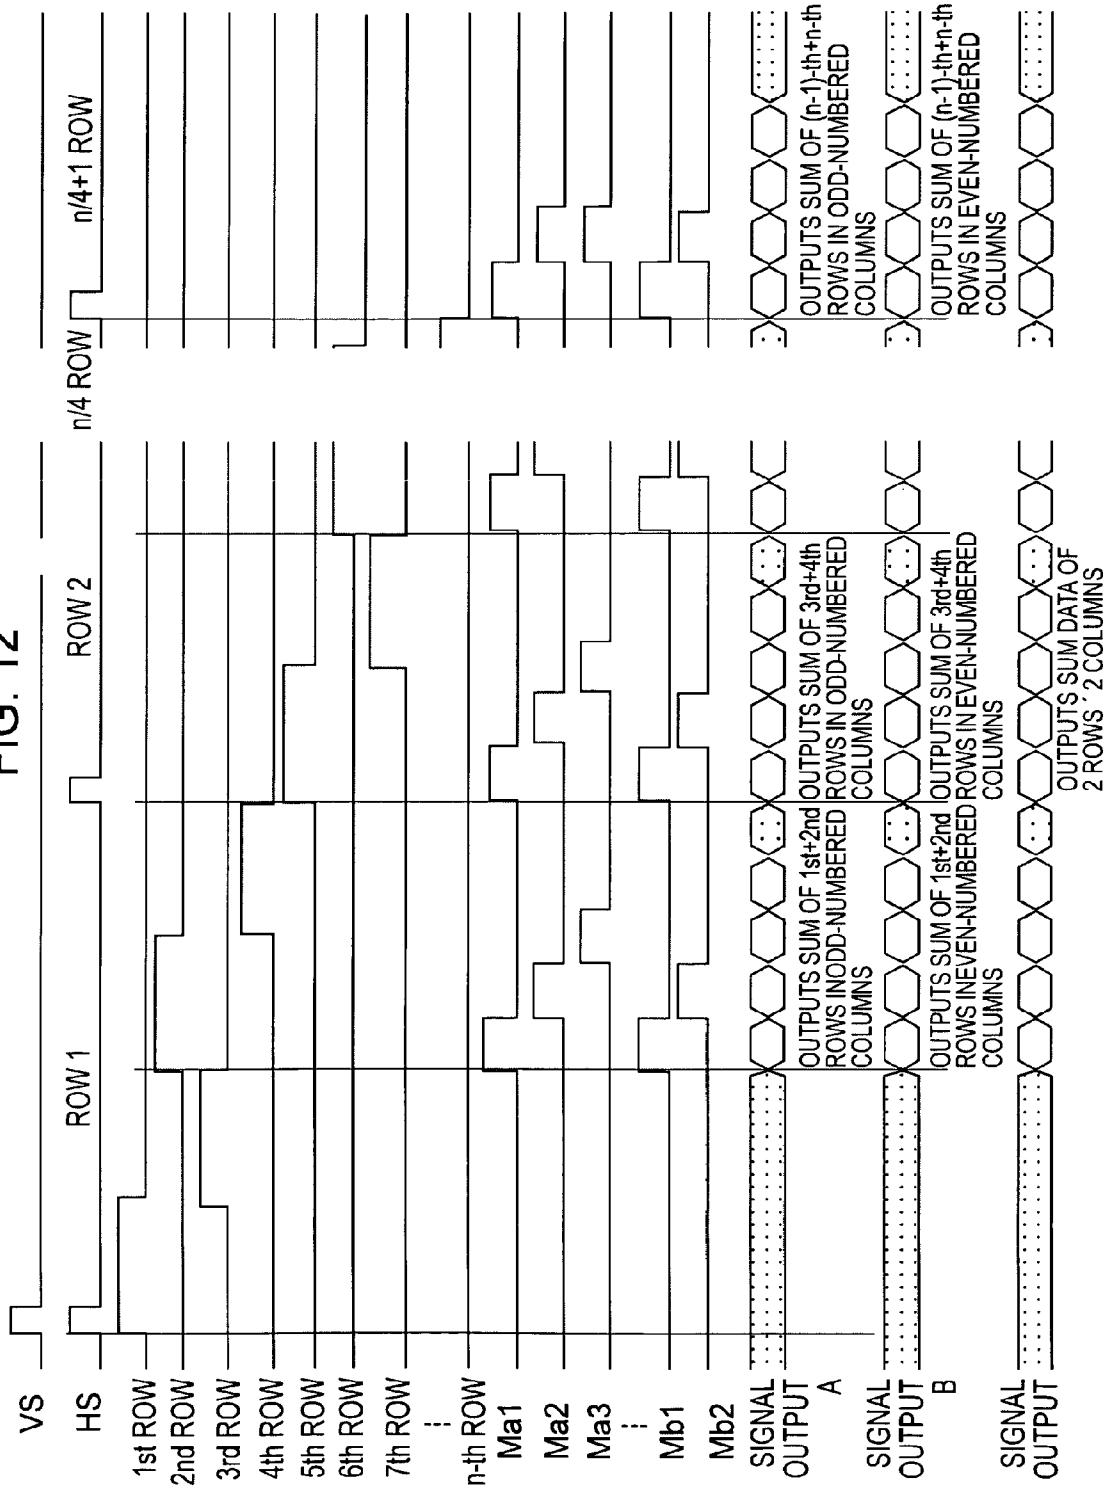 FIG. 12
VS
HS
ROW 1
ROW 2
n/4 ROW
n/4+1 ROW
1st ROW
2nd ROW
3rd ROW
4th ROW
5th ROW
6th ROW
7th ROW
n-th ROW
Ma1
Ma2
Ma3
Mb1
Mb2
SIGNAL
OUTPUT
A
OUTPUTS SUM OF 1st+2nd
ROWS INODD-NUMBERED
COLUMNS
OUTPUTS SUM OF 3rd+4th
ROWS IN ODD-NUMBERED
COLUMNS
OUTPUTS SUM OF (n-1)-th+n-th
ROWS IN ODD-NUMBERED
COLUMNS
SIGNAL
OUTPUT
B
OUTPUTS SUM OF 1st+2nd
ROWS INEVEN-NUMBERED
COLUMNS
OUTPUTS SUM OF 3rd+4th
ROWS IN EVEN-NUMBERED
COLUMNS
OUTPUTS SUM OF (n-1)-th+n-th
ROWS IN EVEN-NUMBERED
COLUMNS
SIGNAL
OUTPUT
OUTPUTS SUM DATA OF
2 ROWS ´ 2 COLUMNS